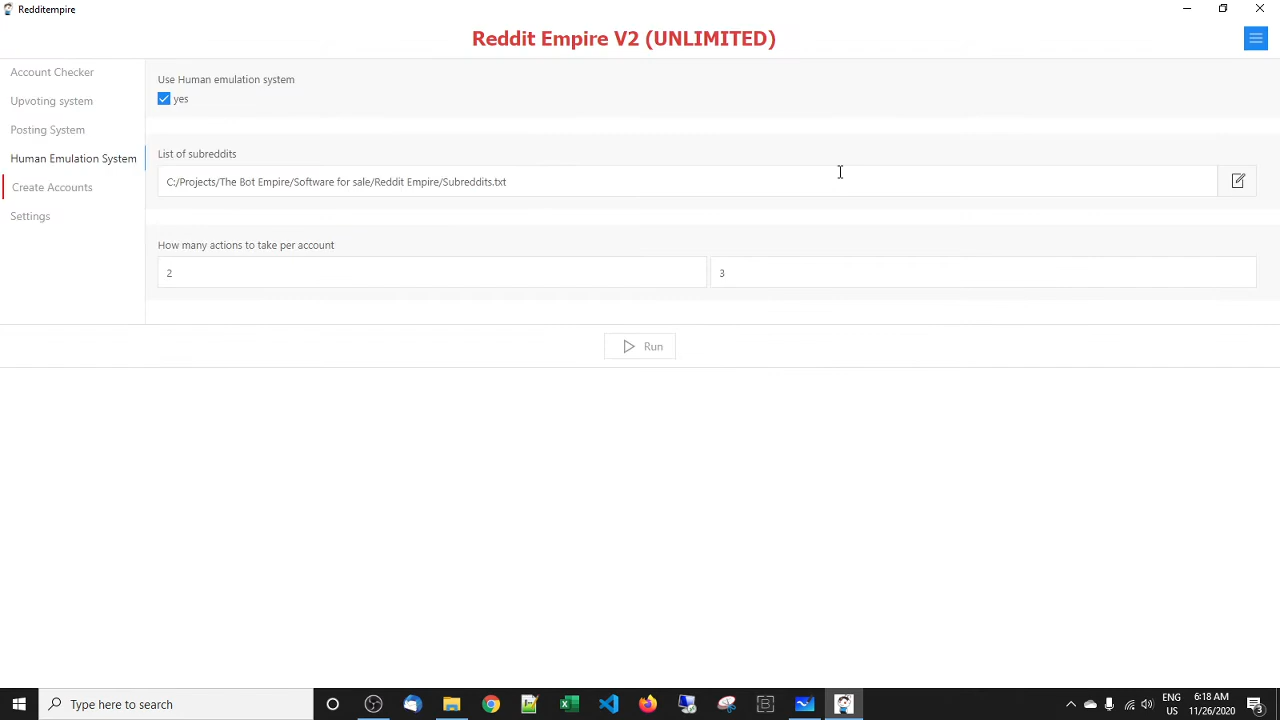 Redditempire
Reddit Empire V2 (UNLIMITED)
Account Checker
Upvoting system
Posting System
Human Emulation System
Create Accounts
Settings
Use Human emulation system
yes
List of subreddits
C:/Projects/The Bot Empire/Software for sale/Reddit Empire/Subreddits.txt
How many actions to take per account
2
3
Run
Type here to search
ENG
US
6:18 AM
11/26/2020
3